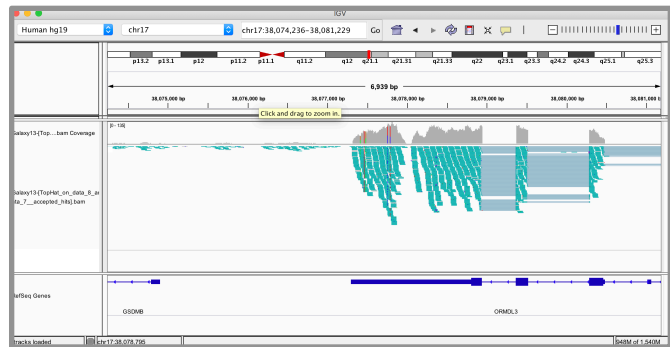 IGV
Human hg19
chr17
chr17:38,074,236-38,081,229
Go
p13.2 p13.1 p12 p11.2 p11.1 q11.2 q12 q21.1 q21.31 q21.33 q22 q23.1 q23.3 q24.2 q24.3 q25.1 q25.3
6,939 bp
38,075,000 bp 38,076,000 bp 38,077,000 bp 38,078,000 bp 38,079,000 bp 38,080,000 bp 38,081,000 b
Click and drag to zoom in.
[0 - 135]
Galaxy13-[Top....bam Coverage
Galaxy13-[TopHat_on_data_8_a
ta_7__accepted_hits].bam
RefSeq Genes
GSDMB
ORMDL3
tracks loaded
chr17:38,078,795
948M of 1,540M